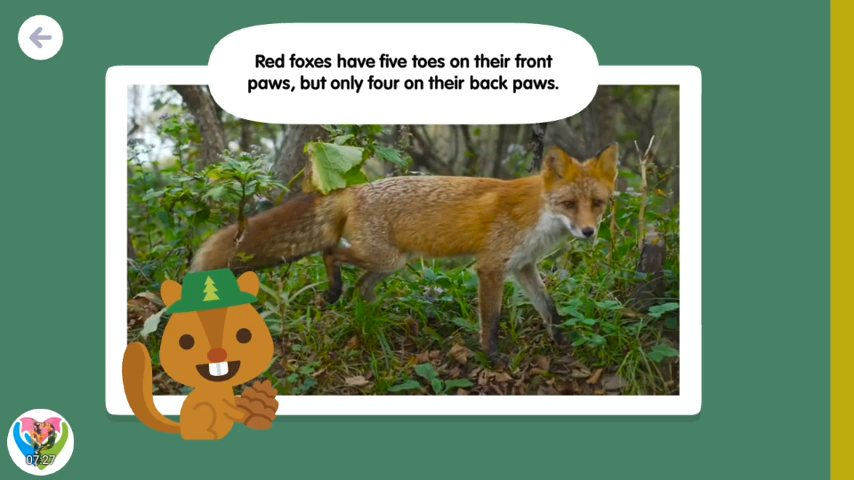 Red foxes have five toes on their front
paws, but only four on their back paws.
07:27